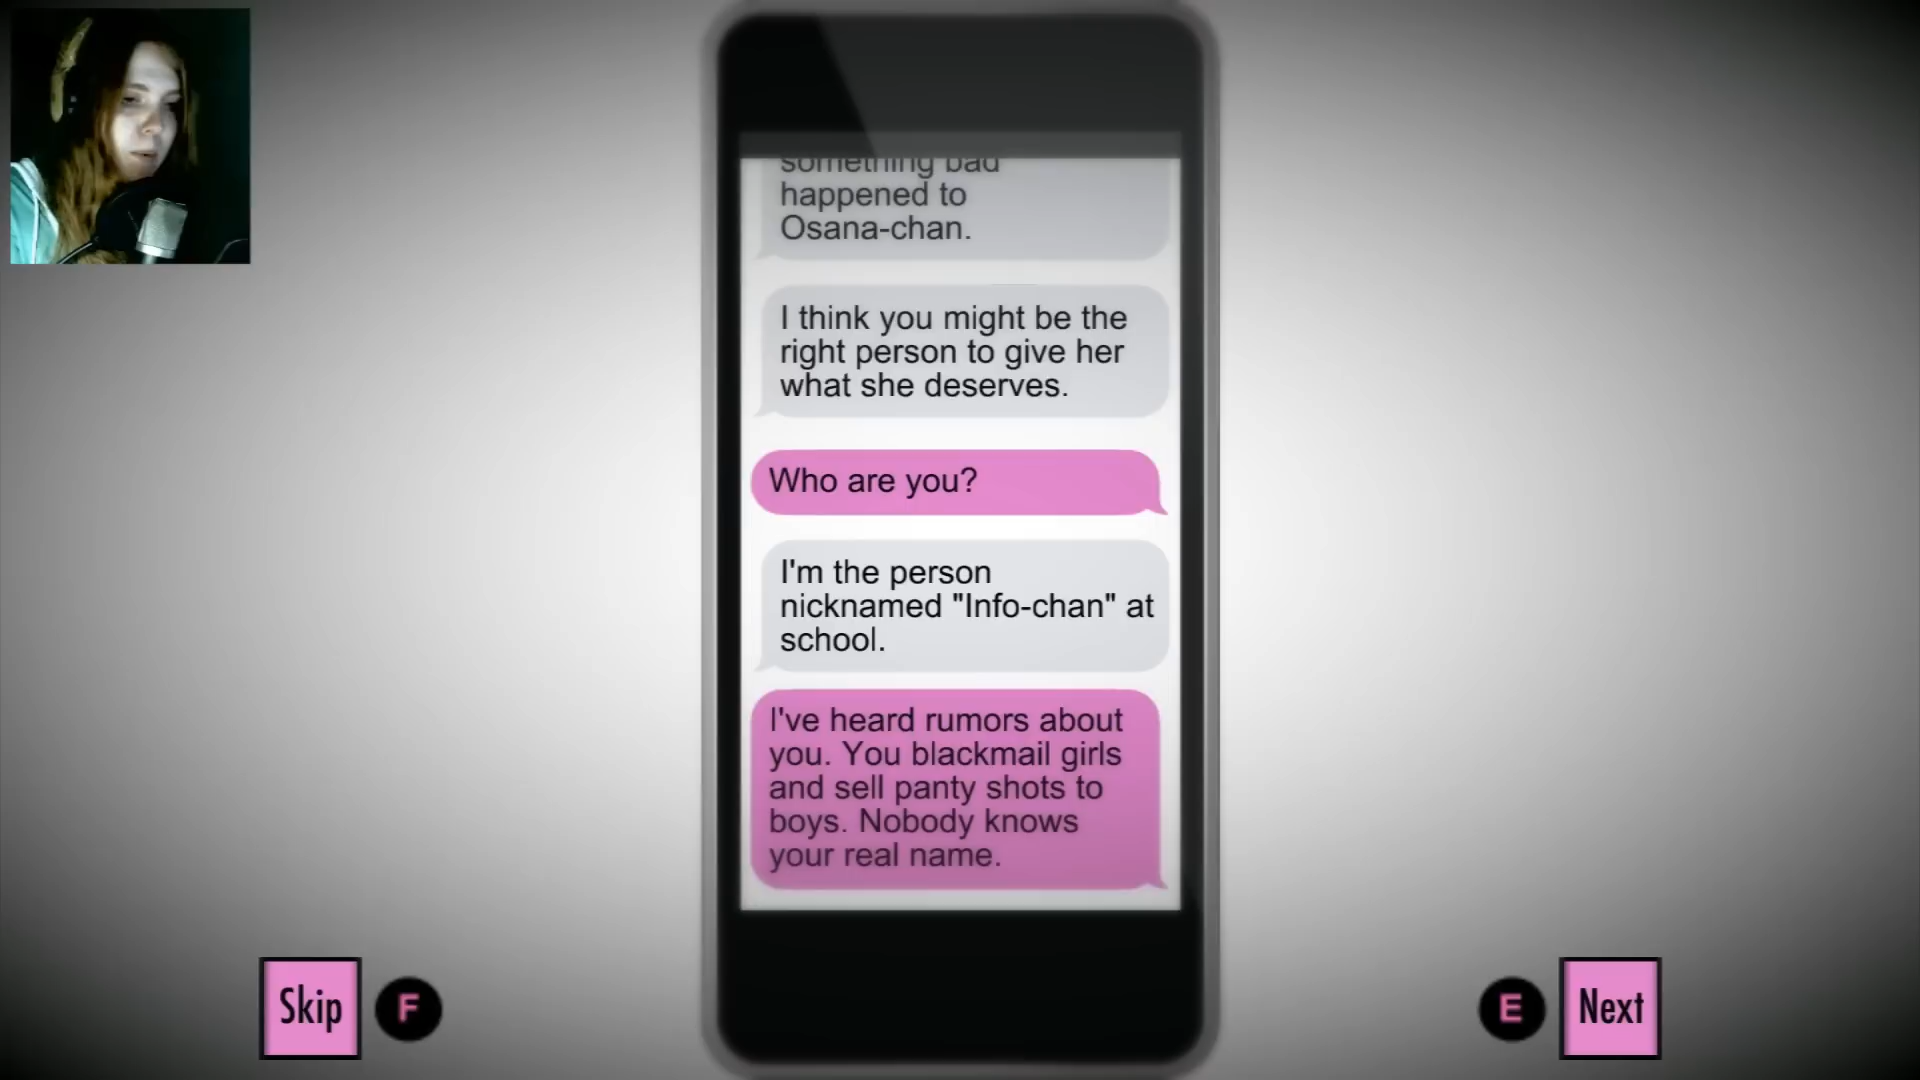 something bad
happened to
Osana-chan.
I think you might be the
right person to give her
what she deserves.
Who are you?
I'm the person
nicknamed "Info-chan" at
school.
I've heard rumors about
you. You blackmail girls
and sell panty shots to
boys. Nobody knows
your real name.
Skip F
E Next